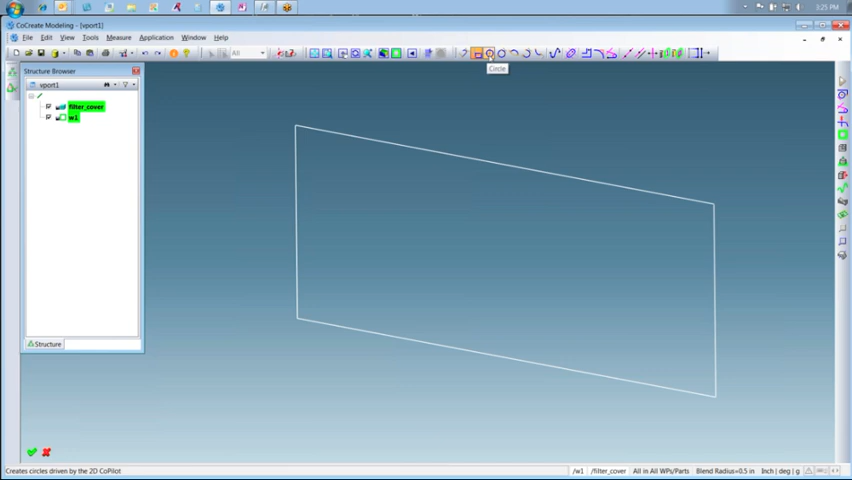 3:25 PM
CoCreate Modeling - [vport1]
File Edit View Tools Measure Application Window Help
All
Circle
Structure Browser
vport1
filter_cover
w1
Structure
Creates circles driven by the 2D CoPilot
/w1 /filter_cover All in All WPs/Parts Blend Radius=0.5 in Inch | deg | g